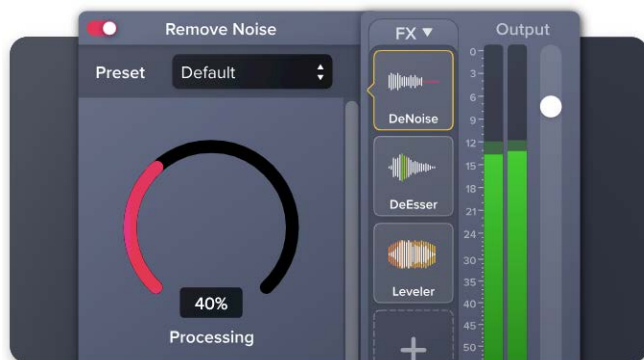 Remove Noise
Preset Default
40%
Processing
FX ▼ Output
DeNoise
DeEsser
Leveler
+
0
3
6
9
12
15
18
21
24
30
35
40
45
50